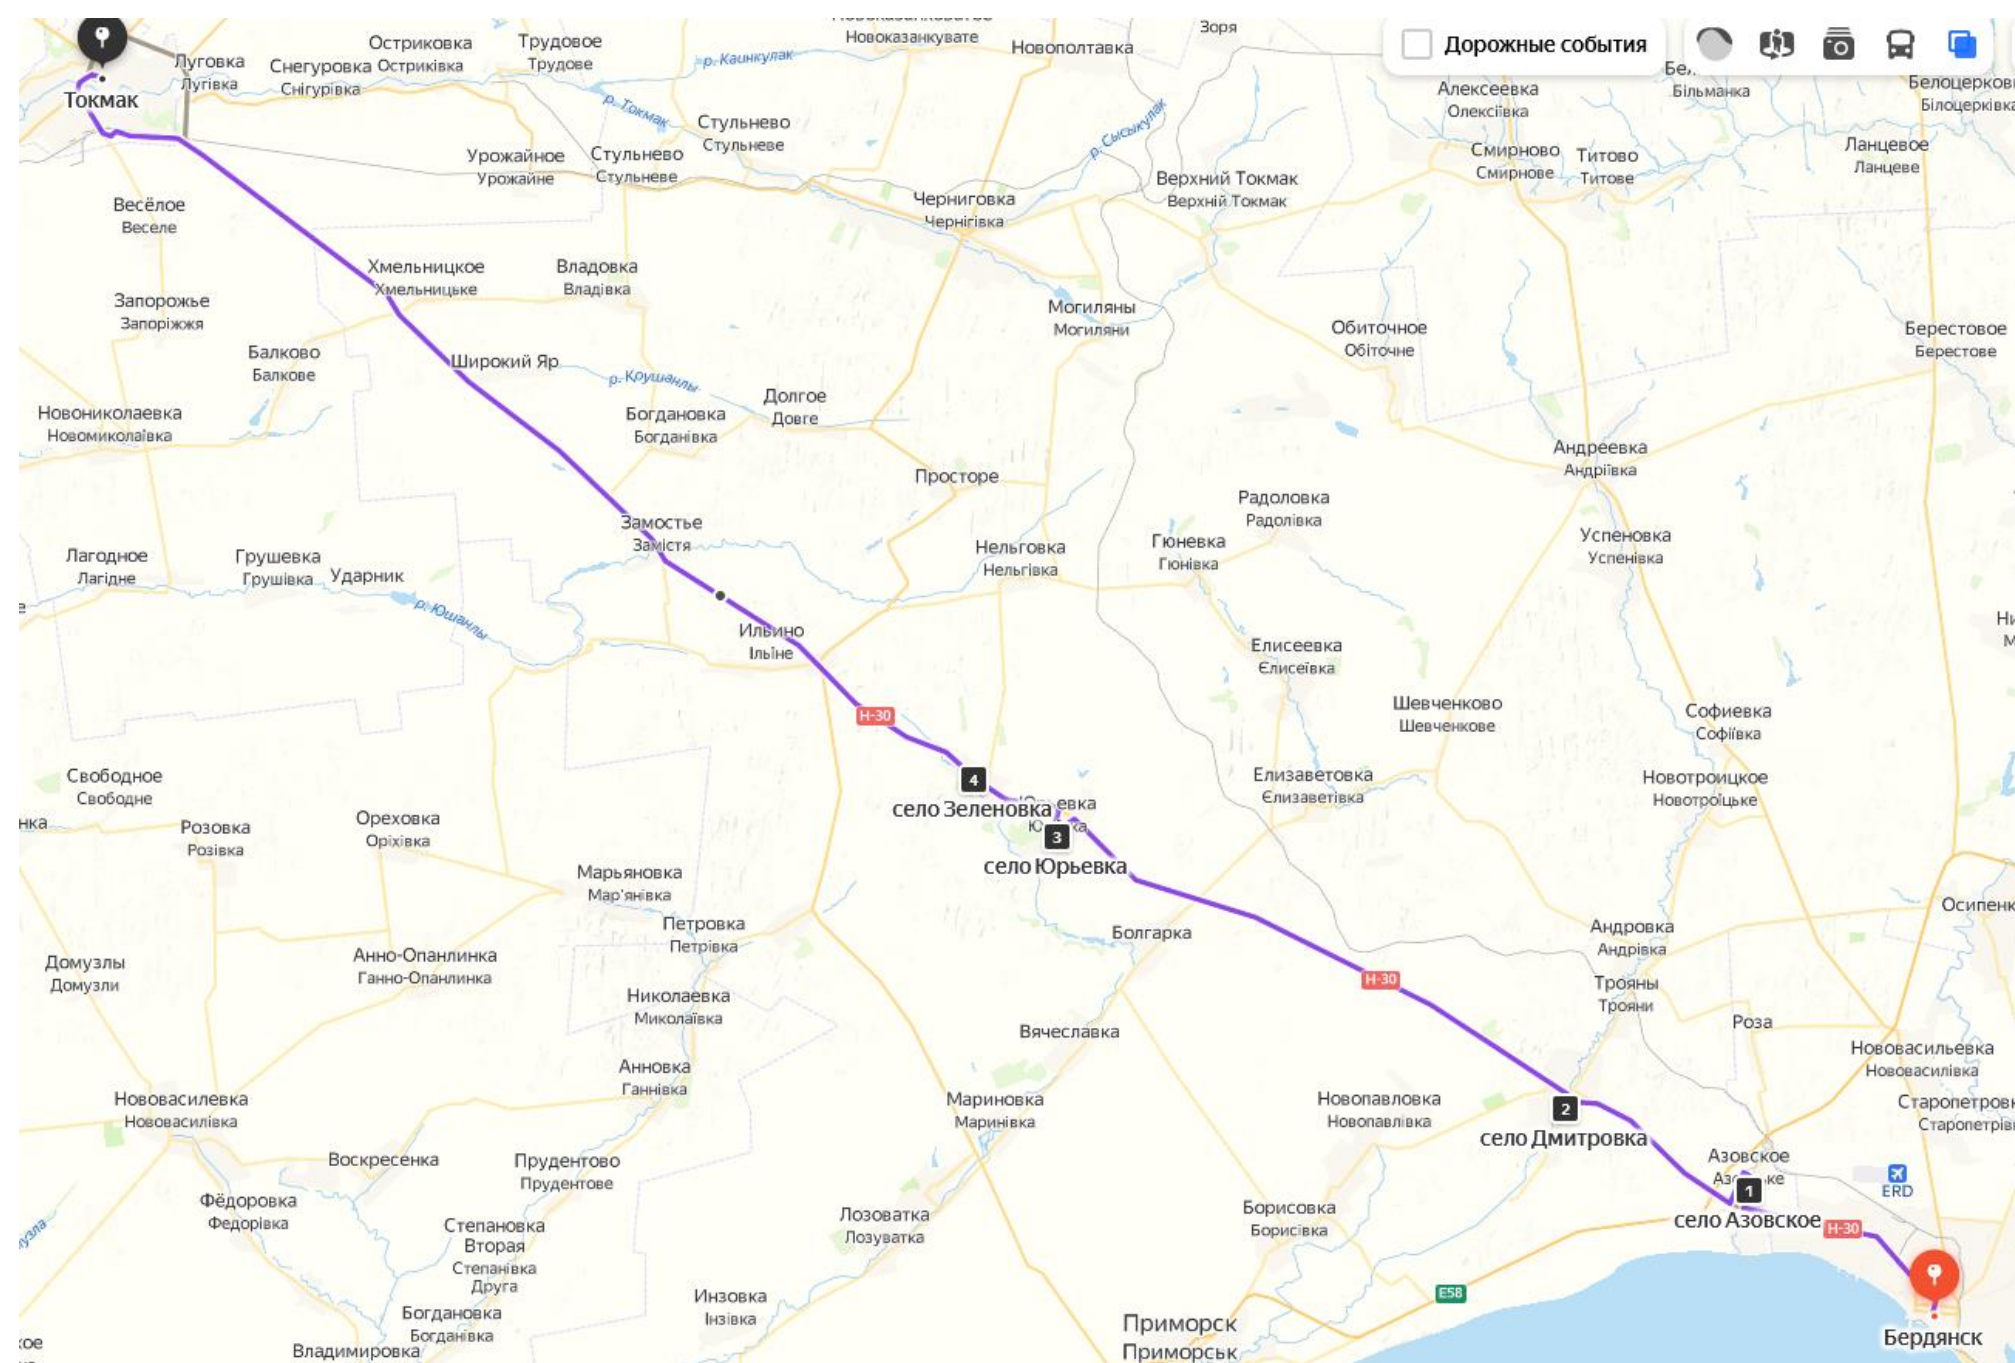 Новоказанкувате
Новополтавка
Зоря
Дорожные события
Остриковка
Остриківка
Трудовое
Трудове
Луговка
Лугівка
Снегуровка
Снігурівка
Токмак
р. Каинкулак
р. Токмак
р. Сысыкулак
Алексеевка
Олексіївка
Більманка
Білоцерківка
Стульнево
Стульневе
Урожайное
Урожайне
Стульнево
Стульневе
Смирново
Смирнове
Титово
Титове
Ланцевое
Ланцеве
Верхний Токмак
Верхній Токмак
Черниговка
Чернігівка
Весёлое
Веселе
Хмельницкое
Хмельницьке
Владовка
Владівка
Запорожье
Запоріжжя
Могиляны
Могиляни
Обиточное
Обіточне
Берестовое
Берестове
Балково
Балкове
Широкий Яр
р. Крушанлы
Долгое
Довге
Новониколаевка
Новомиколаївка
Богдановка
Богданівка
Андреевка
Андріївка
Просторе
Радоловка
Радолівка
Замостье
Замістя
Успеновка
Успенівка
Нельговка
Нельгівка
Гюневка
Гюнівка
Лагодное
Лагідне
Грушевка
Грушівка
Ударник
р. Юшанлы
Ильино
Ільїне
Елисеевка
Єлисеївка
Шевченково
Шевченкове
Софиевка
Софіївка
Н-30
Свободное
Свободне
4
село Зеленовка
3
село Юрьевка
Елизаветовка
Єлизаветівка
Новотроицкое
Новотроїцьке
Розовка
Розівка
Ореховка
Оріхівка
Марьяновка
Мар'янівка
Петровка
Петрівка
Болгарка
Андровка
Андрівка
Домузлы
Домузли
Анно-Опанлинка
Ганно-Опанлинка
Н-30
Трояны
Трояни
Николаевка
Миколаївка
Роза
Вячеславка
Нововасильевка
Нововасилівка
Анновка
Ганнівка
Нововасилевка
Нововасилівка
Мариновка
Маринівка
Новопавловка
Новопавлівка
2
село Дмитровка
Воскресенка
Прудентово
Прудентове
Азовское
1
село Азовское
ERD
Н-30
Фёдоровка
Федорівка
Степановка
Вторая
Степанівка
Друга
Лозоватка
Лозуватка
Борисовка
Борисівка
E58
Богдановка
Богданівка
Инзовка
Інзівка
Владимировка
Приморск
Приморськ
Бердянск